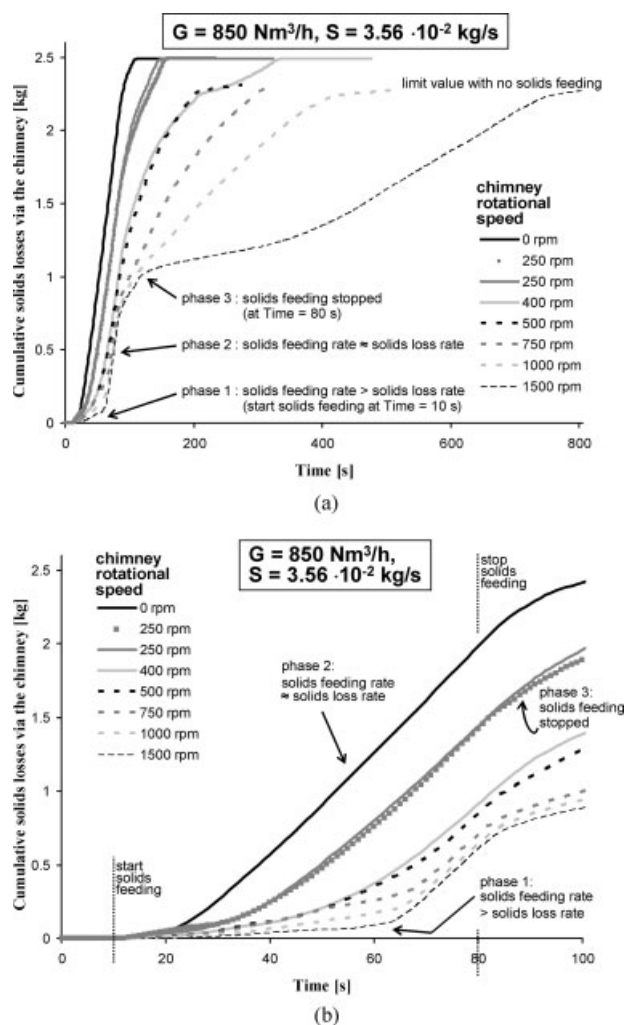 (a)
G = 850 Nm³/h, S = 3.56 ·10⁻² kg/s
Cumulative solids losses via the chimney [kg]
2.5
2
1.5
1
0.5
0
limit value with no solids feeding
chimney
rotational
speed
0 rpm
250 rpm
250 rpm
400 rpm
500 rpm
750 rpm
1000 rpm
1500 rpm
phase 3 : solids feeding stopped
(at Time = 80 s)
phase 2 : solids feeding rate ≈ solids loss rate
phase 1 : solids feeding rate > solids loss rate
(start solids feeding at Time = 10 s)
0
200
400
600
800
Time [s]
(a)
G = 850 Nm³/h,
S = 3.56 ·10⁻² kg/s
Cumulative solids losses via the chimney [kg]
2.5
2
1.5
1
0.5
0
chimney
rotational
speed
0 rpm
250 rpm
250 rpm
400 rpm
500 rpm
750 rpm
1000 rpm
1500 rpm
stop
solids
feeding
phase 2:
solids feeding rate
≈ solids loss rate
phase 3:
solids feeding
stopped
start
solids
feeding
phase 1:
solids feeding rate
> solids loss rate
0
20
40
60
80
100
Time [s]
(b)